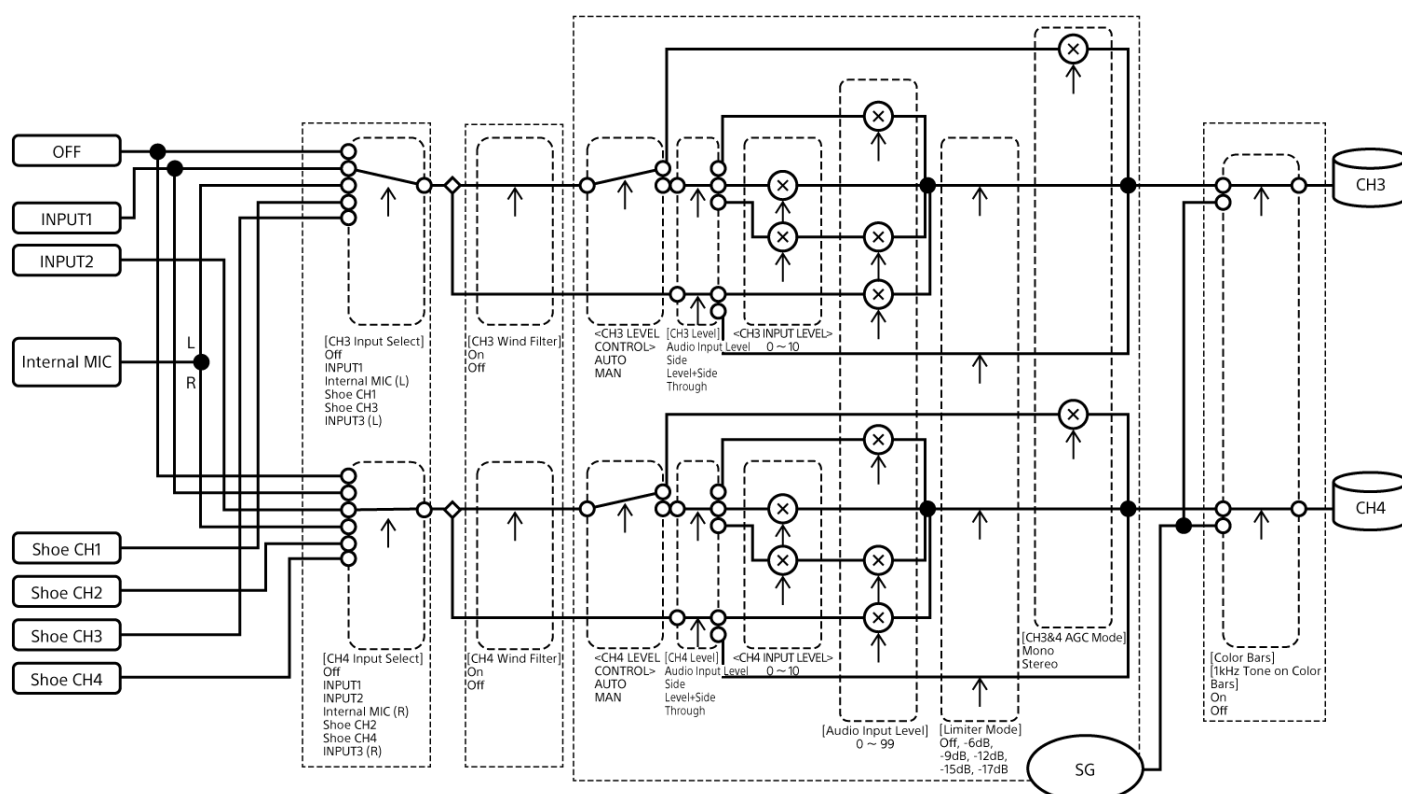 OFF
INPUT1
INPUT2
Internal MIC
L
R
Shoe CH1
Shoe CH2
Shoe CH3
Shoe CH4
[CH3 Input Select]
Off
INPUT1
Internal MIC (L)
Shoe CH1
Shoe CH3
INPUT3 (L)
[CH3 Wind Filter]
On
Off
<CH3 LEVEL
CONTROL>
AUTO
MAN
[CH3 Level]
Audio Input Level
Side
Level+Side
Through
<CH3 INPUT LEVEL>
0 ~ 10
CH3
[CH4 Input Select]
Off
INPUT1
INPUT2
Internal MIC (R)
Shoe CH2
Shoe CH4
INPUT3 (R)
[CH4 Wind Filter]
On
Off
<CH4 LEVEL
CONTROL>
AUTO
MAN
[CH4 Level]
Audio Input Level
Side
Level+Side
Through
<CH4 INPUT LEVEL>
0 ~ 10
[Audio Input Level]
0 ~ 99
[Limiter Mode]
Off, -6dB,
-9dB, -12dB,
-15dB, -17dB
[CH3&4 AGC Mode]
Mono
Stereo
SG
[Color Bars]
[1kHz Tone on Color
Bars]
On
Off
CH4